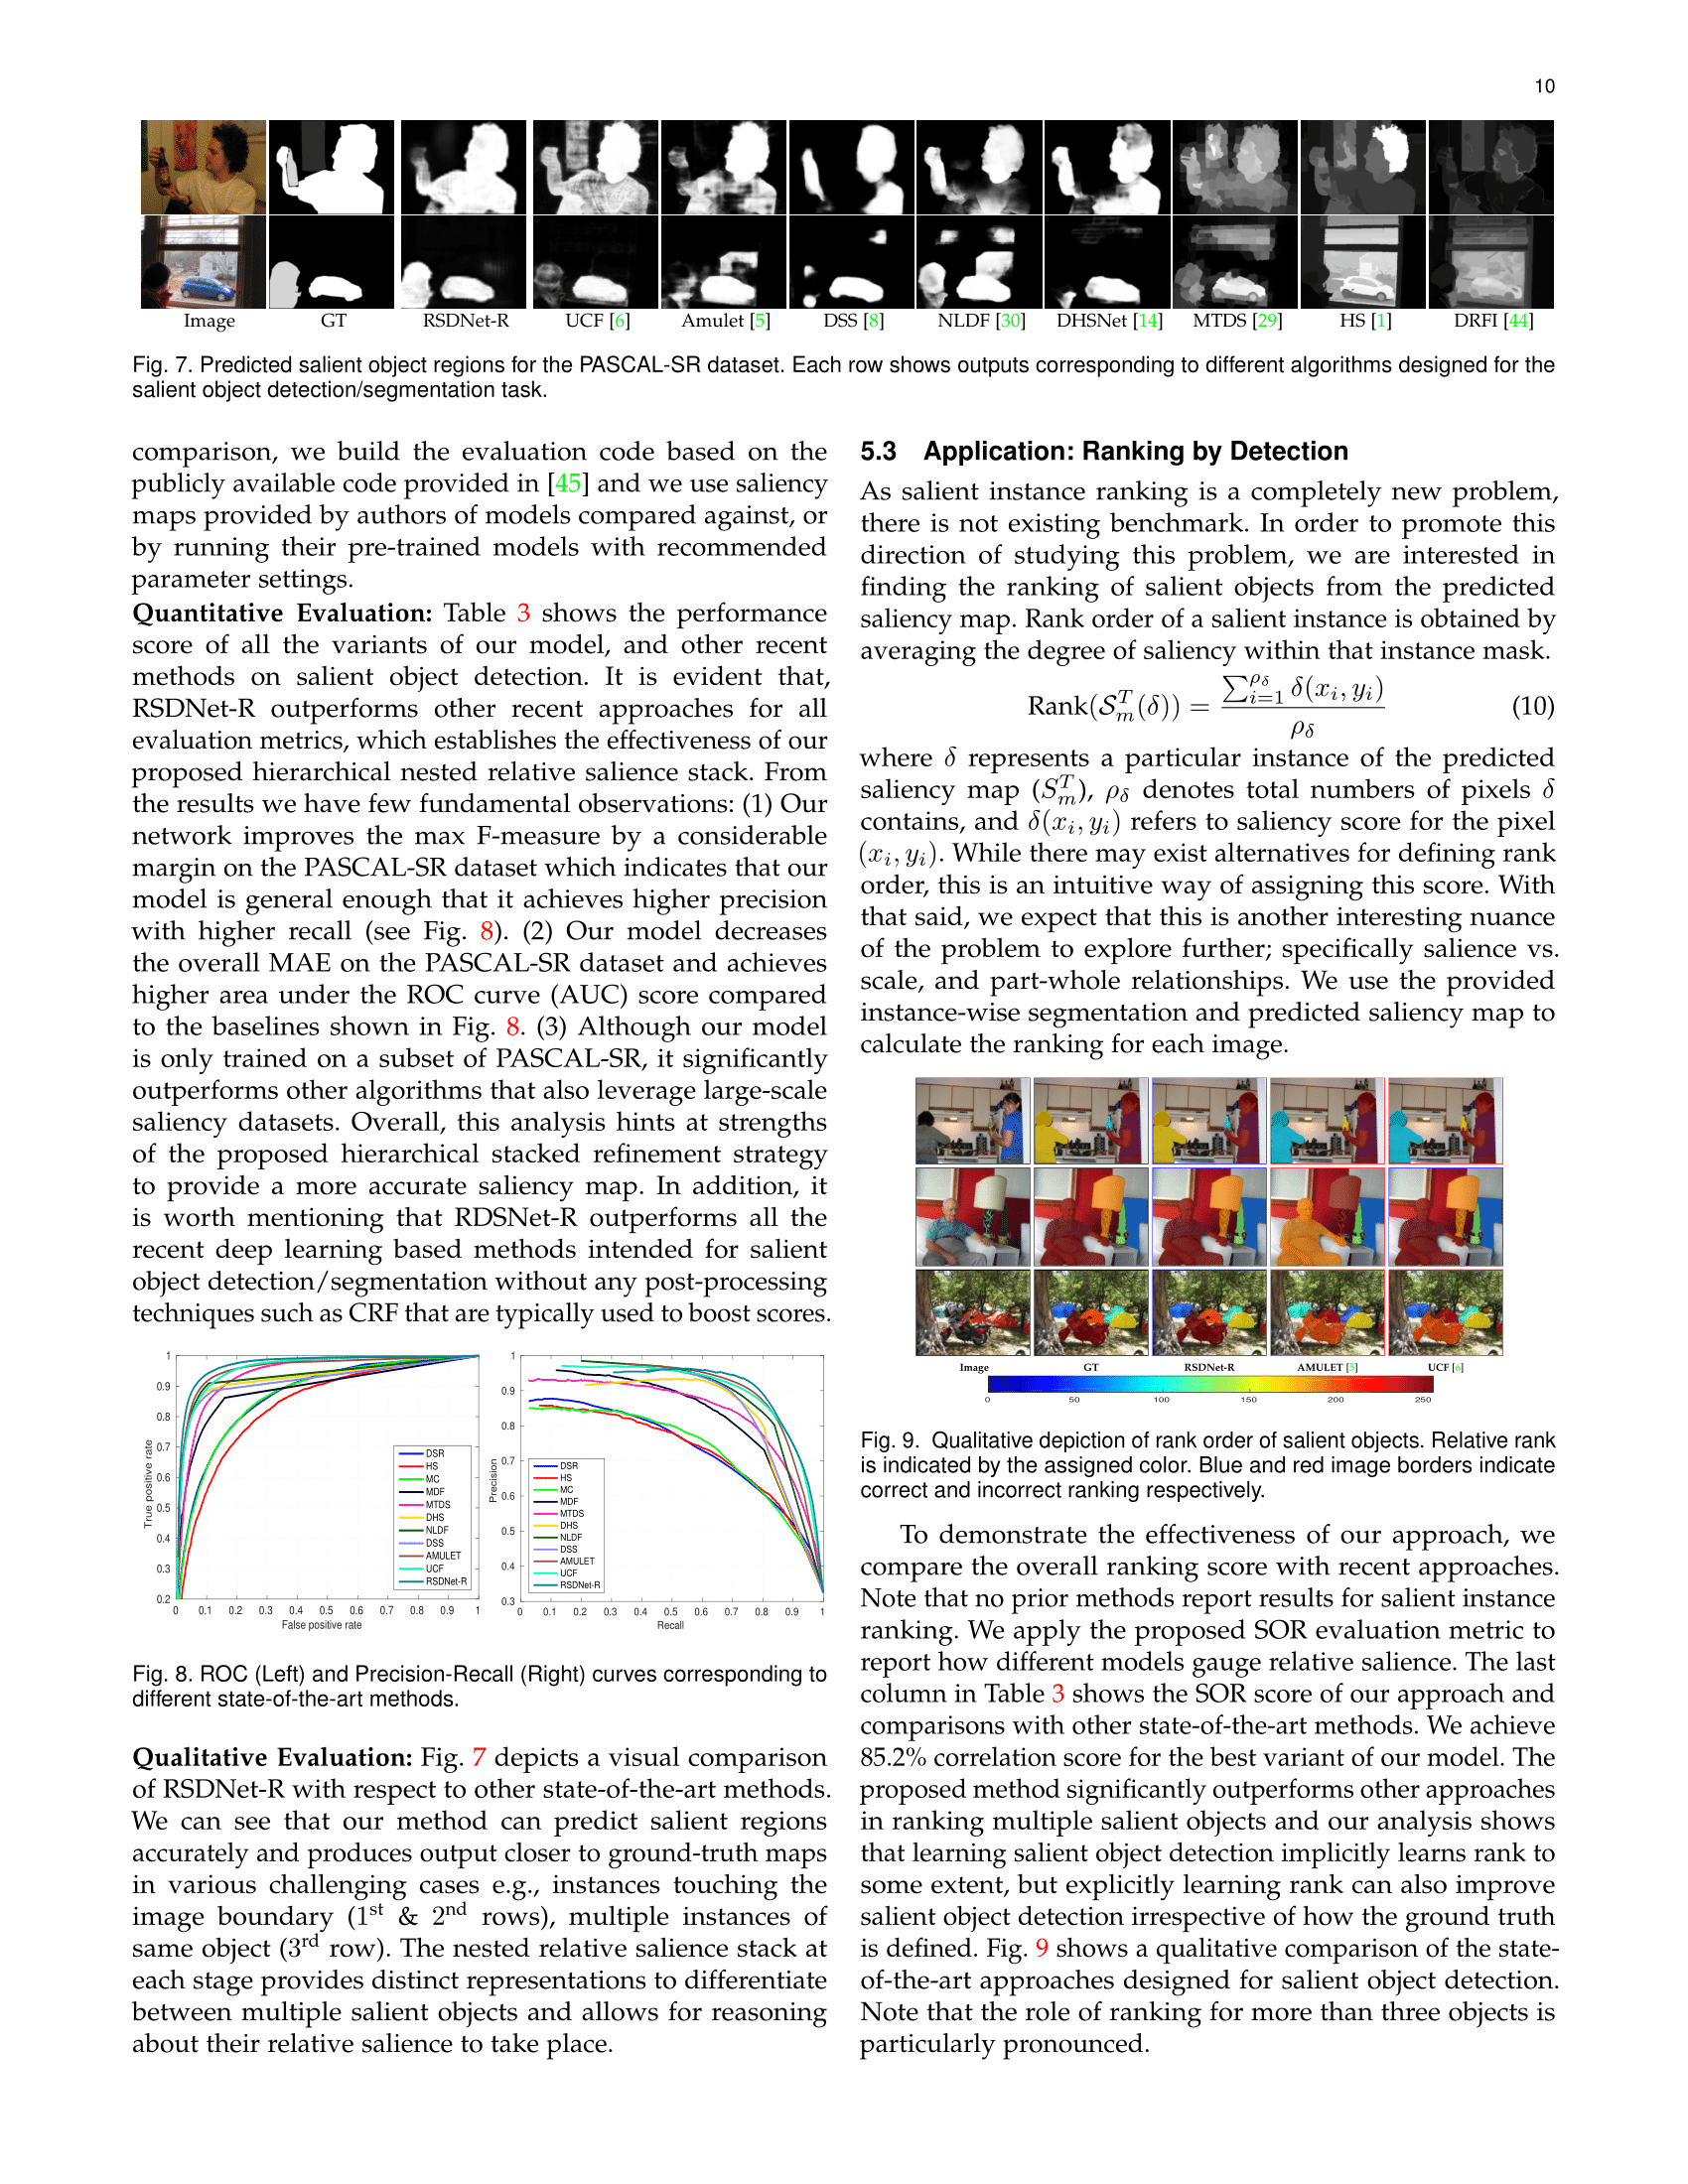 10
Image GT RSDNet-R UCF [6] Amulet [5] DSS [8] NLDF [30] DHSNet [14] MTDS [29] HS [1] DRFI [44]
Fig. 7. Predicted salient object regions for the PASCAL-SR dataset. Each row shows outputs corresponding to different algorithms designed for the
salient object detection/segmentation task.
comparison, we build the evaluation code based on the
publicly available code provided in [45] and we use saliency
maps provided by authors of models compared against, or
by running their pre-trained models with recommended
parameter settings.
Quantitative Evaluation: Table 3 shows the performance
score of all the variants of our model, and other recent
methods on salient object detection. It is evident that,
RSDNet-R outperforms other recent approaches for all
evaluation metrics, which establishes the effectiveness of our
proposed hierarchical nested relative salience stack. From
the results we have few fundamental observations: (1) Our
network improves the max F-measure by a considerable
margin on the PASCAL-SR dataset which indicates that our
model is general enough that it achieves higher precision
with higher recall (see Fig. 8). (2) Our model decreases
the overall MAE on the PASCAL-SR dataset and achieves
higher area under the ROC curve (AUC) score compared
to the baselines shown in Fig. 8. (3) Although our model
is only trained on a subset of PASCAL-SR, it significantly
outperforms other algorithms that also leverage large-scale
saliency datasets. Overall, this analysis hints at strengths
of the proposed hierarchical stacked refinement strategy
to provide a more accurate saliency map. In addition, it
is worth mentioning that RDSNet-R outperforms all the
recent deep learning based methods intended for salient
object detection/segmentation without any post-processing
techniques such as CRF that are typically used to boost scores.
True positive rate
1
0.9
0.8
0.7
0.6
0.5
0.4
0.3
0.2
DSR
HS
MC
MDF
MTDS
DHS
NLDF
DSS
AMULET
UCF
RSDNet-R
0 0.1 0.2 0.3 0.4 0.5 0.6 0.7 0.8 0.9 1
False positive rate
Precision
1
0.9
0.8
0.7
0.6
0.5
0.4
0.3
DSR
HS
MC
MDF
MTDS
DHS
NLDF
DSS
AMULET
UCF
RSDNet-R
0 0.1 0.2 0.3 0.4 0.5 0.6 0.7 0.8 0.9 1
Recall
Fig. 8. ROC (Left) and Precision-Recall (Right) curves corresponding to
different state-of-the-art methods.
Qualitative Evaluation: Fig. 7 depicts a visual comparison
of RSDNet-R with respect to other state-of-the-art methods.
We can see that our method can predict salient regions
accurately and produces output closer to ground-truth maps
in various challenging cases e.g., instances touching the
image boundary (1st & 2nd rows), multiple instances of
same object (3rd row). The nested relative salience stack at
each stage provides distinct representations to differentiate
between multiple salient objects and allows for reasoning
about their relative salience to take place.
5.3 Application: Ranking by Detection
As salient instance ranking is a completely new problem,
there is not existing benchmark. In order to promote this
direction of studying this problem, we are interested in
finding the ranking of salient objects from the predicted
saliency map. Rank order of a salient instance is obtained by
averaging the degree of saliency within that instance mask.
Rank(S_m^T(δ)) = ∑_{i=1}^{ρ_δ} δ(x_i, y_i) / ρ_δ (10)
where δ represents a particular instance of the predicted
saliency map (S_m^T), ρ_δ denotes total numbers of pixels δ
contains, and δ(x_i, y_i) refers to saliency score for the pixel
(x_i, y_i). While there may exist alternatives for defining rank
order, this is an intuitive way of assigning this score. With
that said, we expect that this is another interesting nuance
of the problem to explore further; specifically salience vs.
scale, and part-whole relationships. We use the provided
instance-wise segmentation and predicted saliency map to
calculate the ranking for each image.
Image GT RSDNet-R AMULET [5] UCF [6]
0 50 100 150 200 250
Fig. 9. Qualitative depiction of rank order of salient objects. Relative rank
is indicated by the assigned color. Blue and red image borders indicate
correct and incorrect ranking respectively.
To demonstrate the effectiveness of our approach, we
compare the overall ranking score with recent approaches.
Note that no prior methods report results for salient instance
ranking. We apply the proposed SOR evaluation metric to
report how different models gauge relative salience. The last
column in Table 3 shows the SOR score of our approach and
comparisons with other state-of-the-art methods. We achieve
85.2% correlation score for the best variant of our model. The
proposed method significantly outperforms other approaches
in ranking multiple salient objects and our analysis shows
that learning salient object detection implicitly learns rank to
some extent, but explicitly learning rank can also improve
salient object detection irrespective of how the ground truth
is defined. Fig. 9 shows a qualitative comparison of the state-
of-the-art approaches designed for salient object detection.
Note that the role of ranking for more than three objects is
particularly pronounced.